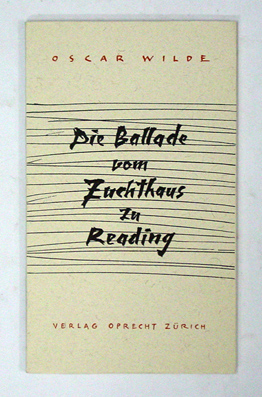 OSCAR WILDE
Die Ballade
vom
Zuchthaus
zu
Reading
VERLAG OPRECHT ZÜRICH